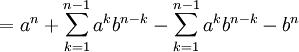 = a^n + \sum_{k=1}^{n-1} a^k b^{n-k} - \sum_{k=1}^{n-1} a^k b^{n-k} - b^n